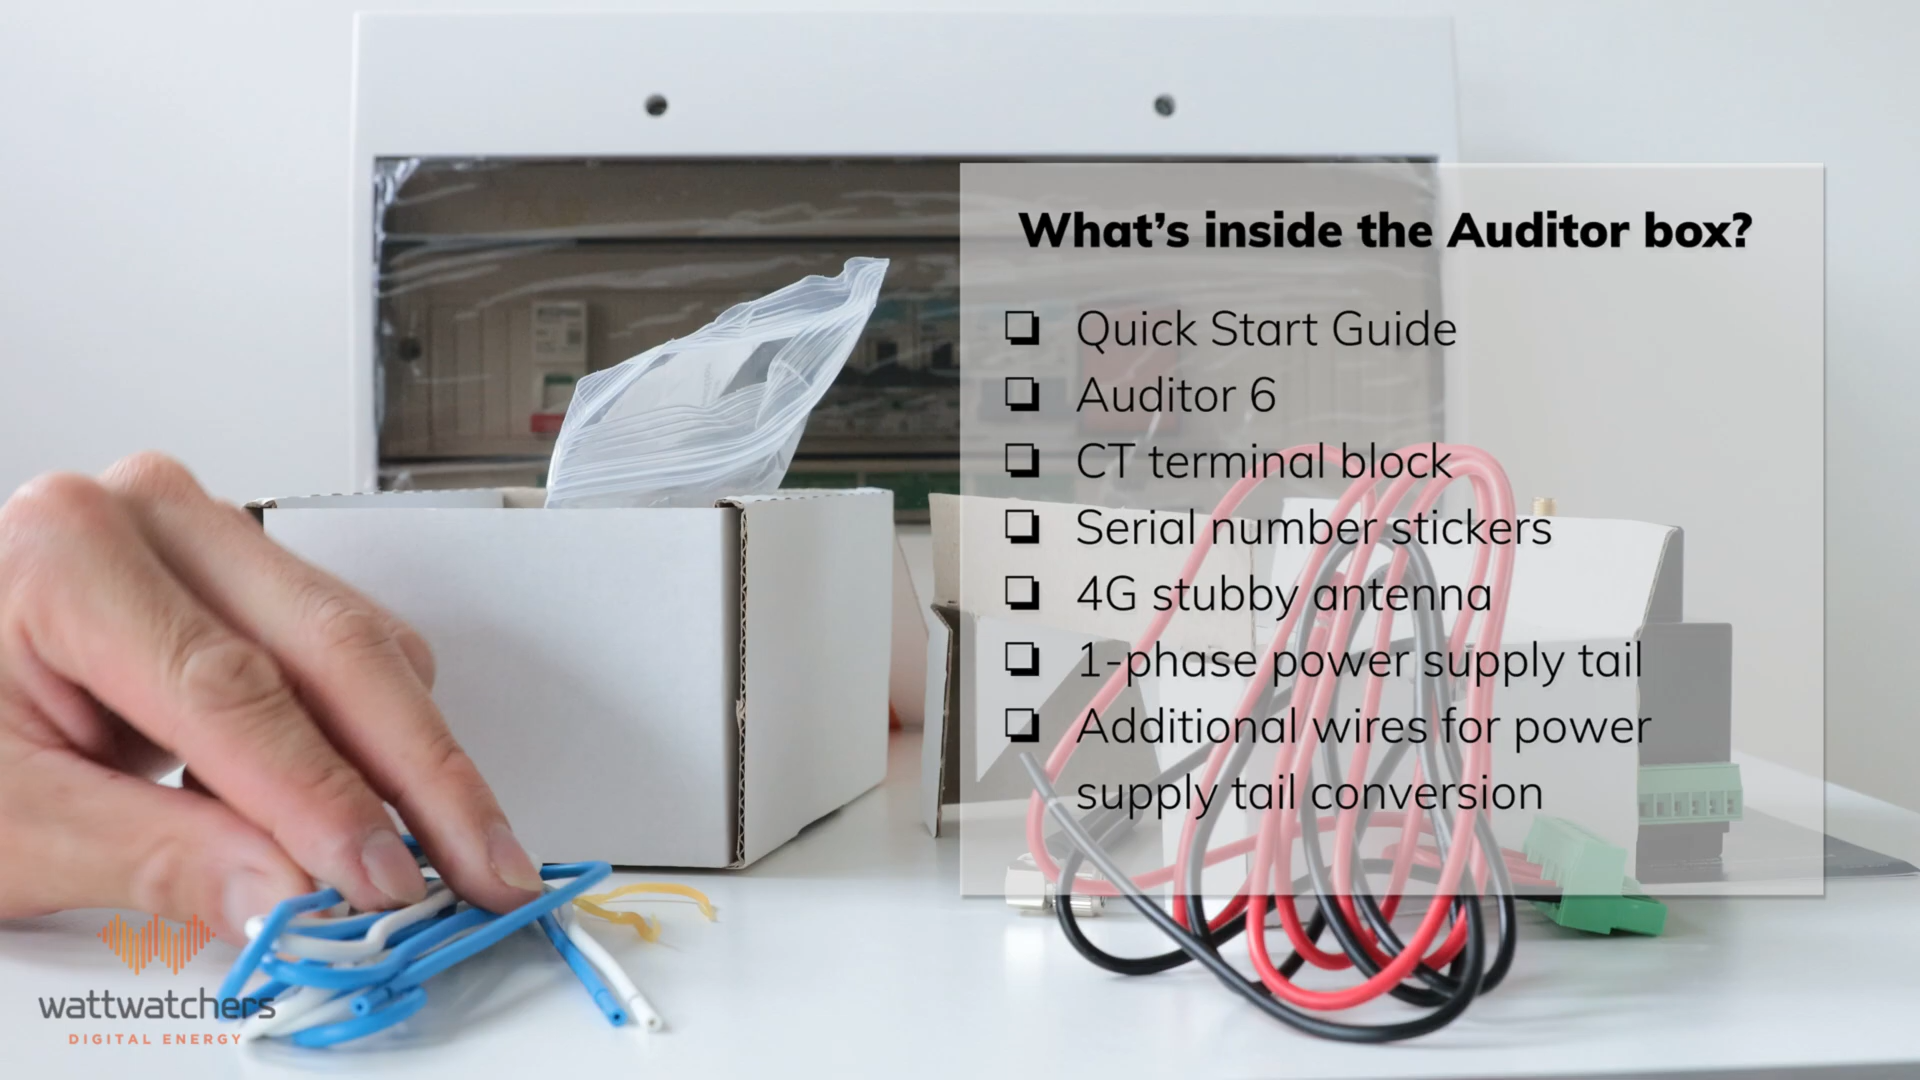 What's inside the Auditor box?
❏ Quick Start Guide
❏ Auditor 6
❏ CT terminal block
❏ Serial number stickers
❏ 4G stubby antenna
❏ 1-phase power supply tail
❏ Additional wires for power
supply tail conversion
wattwatchers
DIGITAL ENERGY